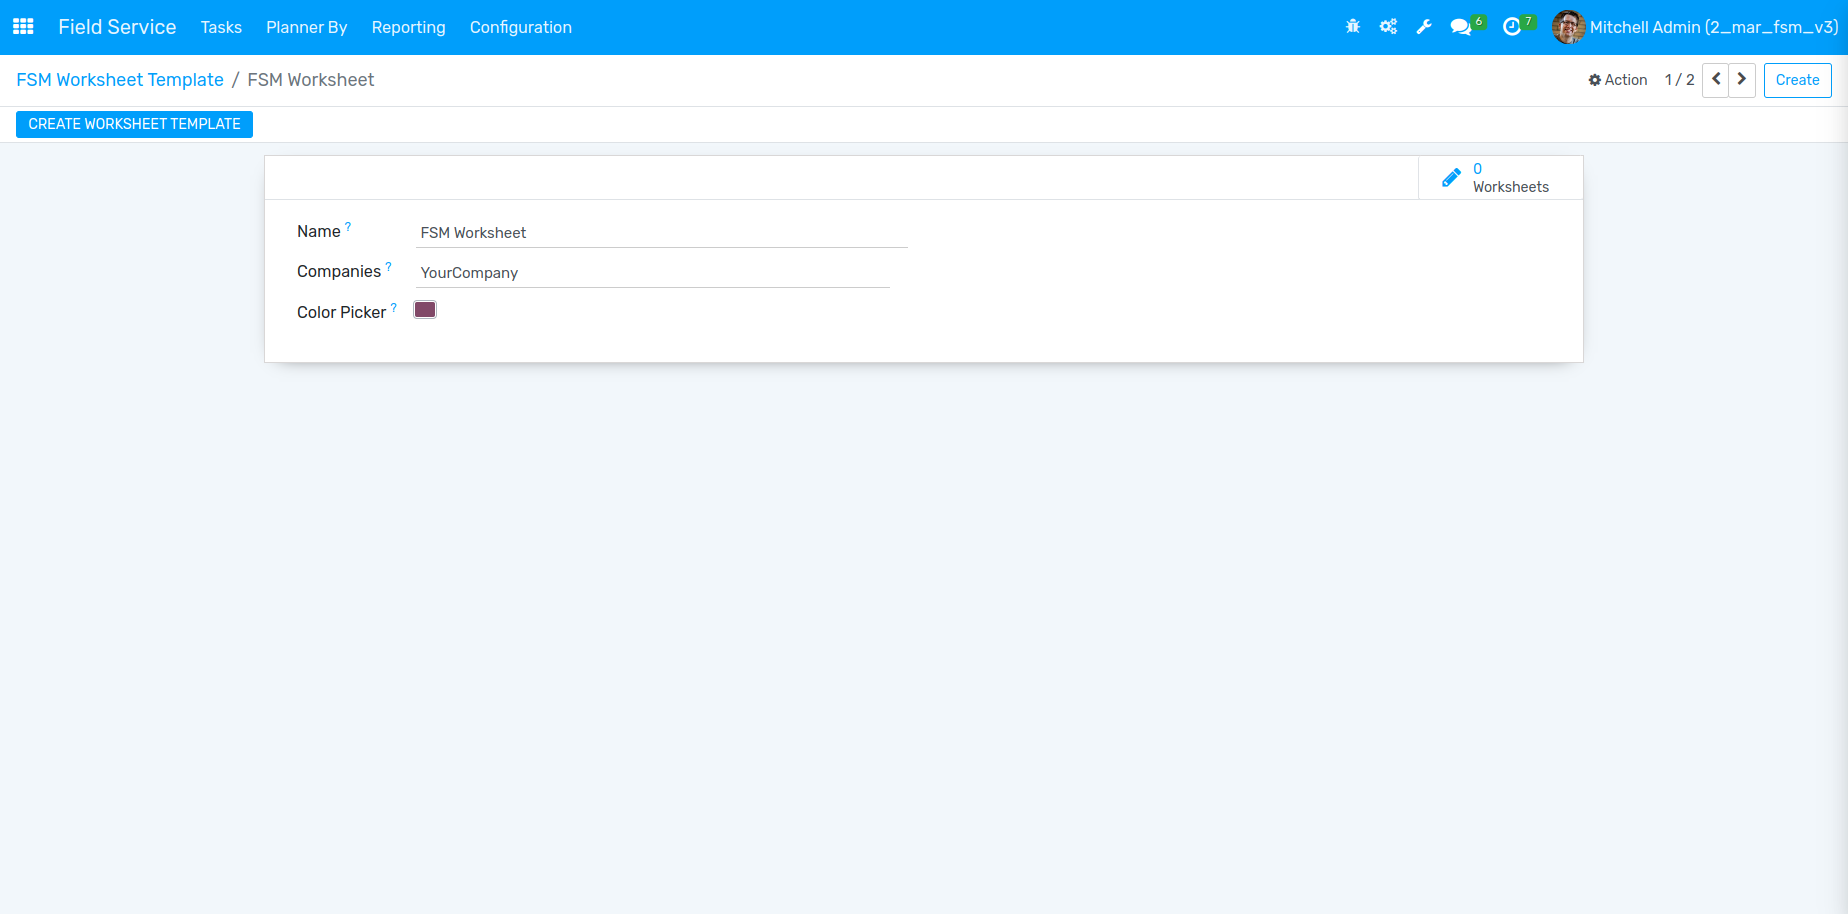 Field Service Tasks Planner By Reporting Configuration 6 7 Mitchell Admin (2_mar_fsm_v3)
FSM Worksheet Template / FSM Worksheet Action 1 / 2 Create
CREATE WORKSHEET TEMPLATE
0
Worksheets
Name ? FSM Worksheet
Companies ? YourCompany
Color Picker ?